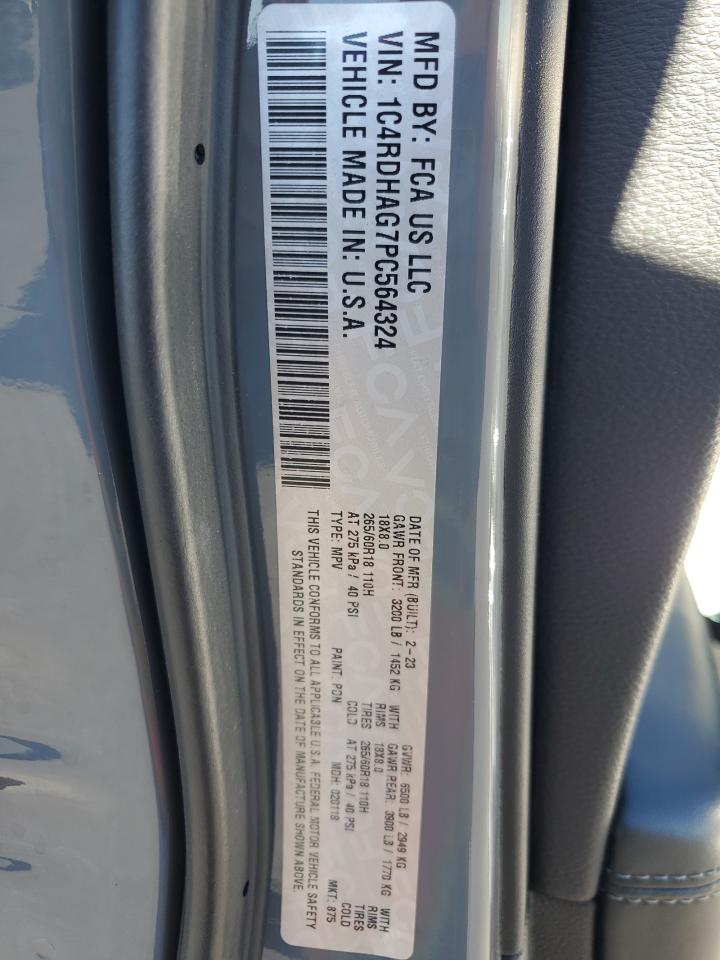 MFD BY: FCA US LLC
VIN: 1C4RDHAG7PC564324
VEHICLE MADE IN: U.S.A.
DATE OF MFR (BUILT): 2-23 GVWR: 6500 LB / 2949 KG
GAWR FRONT: 3200 LB / 1452 KG WITH GAWR REAR: 3900 LB / 1770 KG WITH
18X8.0 RIMS 18X8.0 RIMS
265/60R18 110H TIRES 265/60R18 110H TIRES
AT 275 kPa / 40 PSI COLD AT 275 kPa / 40 PSI COLD
TYPE: MPV PAINT: PDN MDH: 020118 MKT: 875
THIS VEHICLE CONFORMS TO ALL APPLICABLE U.S.A. FEDERAL MOTOR VEHICLE SAFETY
STANDARDS IN EFFECT ON THE DATE OF MANUFACTURE SHOWN ABOVE.